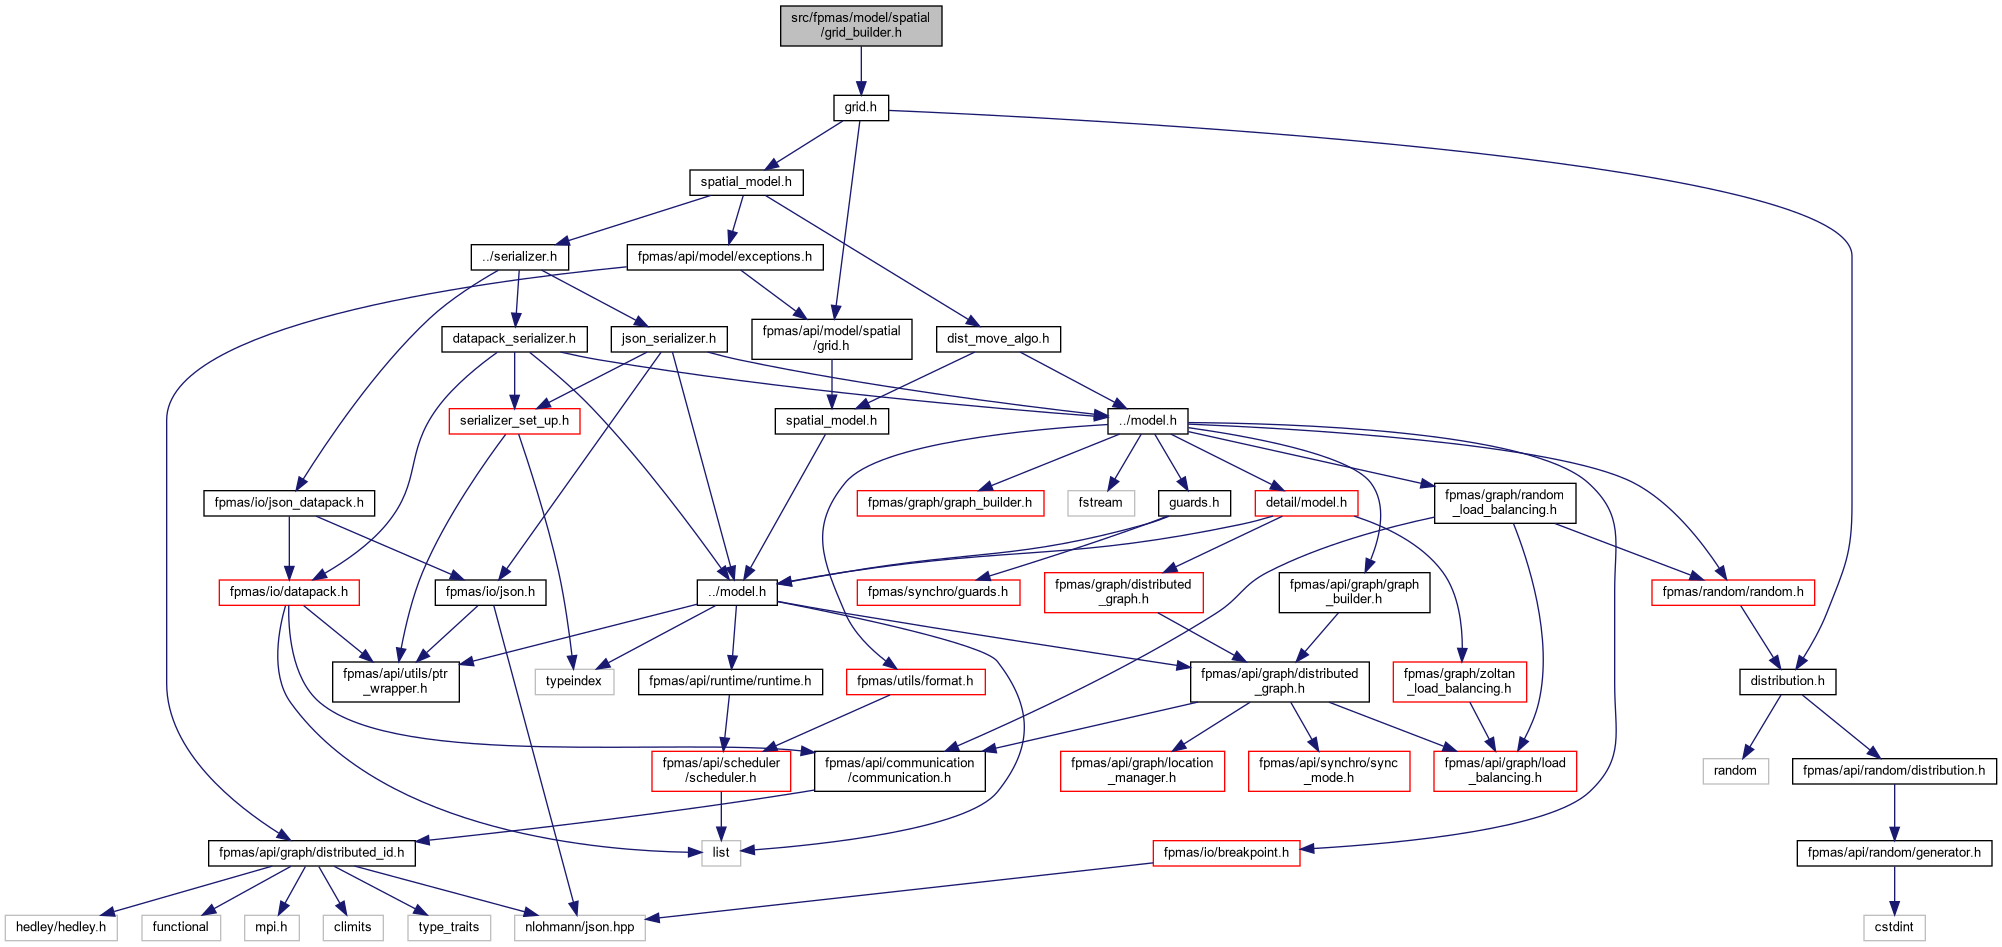 src/fpmas/model/spatial
/grid_builder.h
grid.h
spatial_model.h
../serializer.h
fpmas/api/model/exceptions.h
datapack_serializer.h
json_serializer.h
fpmas/api/model/spatial
/grid.h
dist_move_algo.h
serializer_set_up.h
spatial_model.h
../model.h
fpmas/io/json_datapack.h
fpmas/graph/graph_builder.h
fstream
guards.h
detail/model.h
fpmas/graph/random
_load_balancing.h
fpmas/io/datapack.h
fpmas/io/json.h
../model.h
fpmas/synchro/guards.h
fpmas/graph/distributed
_graph.h
fpmas/api/graph/graph
_builder.h
fpmas/random/random.h
fpmas/api/utils/ptr
_wrapper.h
typeindex
fpmas/api/runtime/runtime.h
fpmas/utils/format.h
fpmas/api/graph/distributed
_graph.h
fpmas/graph/zoltan
_load_balancing.h
distribution.h
fpmas/api/scheduler
/scheduler.h
fpmas/api/communication
/communication.h
fpmas/api/graph/location
_manager.h
fpmas/api/synchro/sync
_mode.h
fpmas/api/graph/load
_balancing.h
random
fpmas/api/random/distribution.h
fpmas/api/graph/distributed_id.h
list
fpmas/io/breakpoint.h
fpmas/api/random/generator.h
hedley/hedley.h
functional
mpi.h
climits
type_traits
nlohmann/json.hpp
cstdint